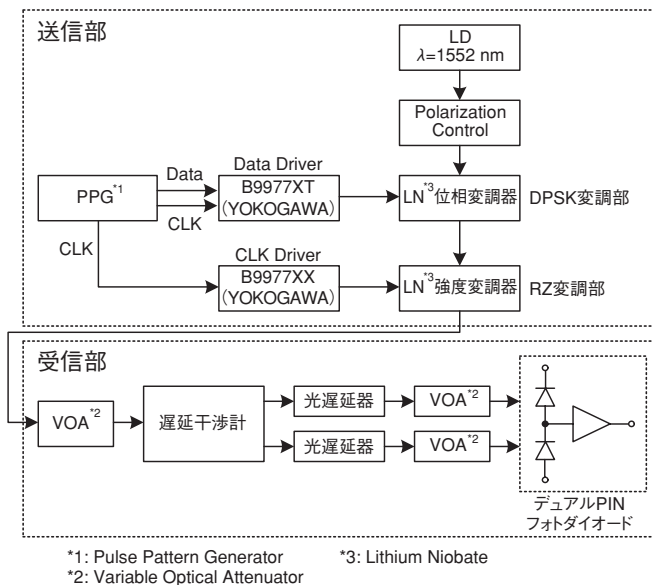 送信部
LD
λ=1552 nm
Polarization
Control
Data Driver
PPG*1
Data
CLK
B9977XT
(YOKOGAWA)
LN*3位相変調器
DPSK変調部
CLK
CLK Driver
B9977XX
(YOKOGAWA)
LN*3強度変調器
RZ変調部
受信部
VOA*2
遅延干渉計
光遅延器
VOA*2
光遅延器
VOA*2
デュアルPIN
フォトダイオード
*1: Pulse Pattern Generator
*3: Lithium Niobate
*2: Variable Optical Attenuator